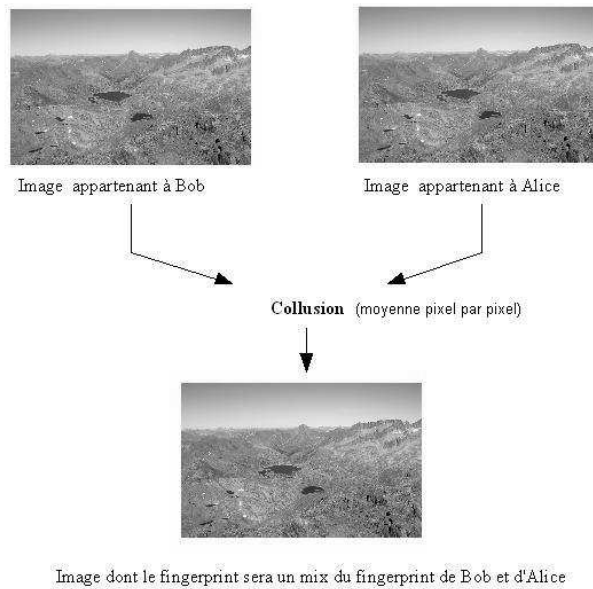 Image appartenant à Bob
Image appartenant à Alice
Collusion (moyenne pixel par pixel)
Image dont le fingerprint sera un mix du fingerprint de Bob et d'Alice